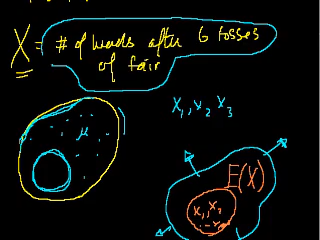 X = # of heads after 6 tosses
of fair
μ
X₁, X₂ X₃
E(X)
X₁, X₂